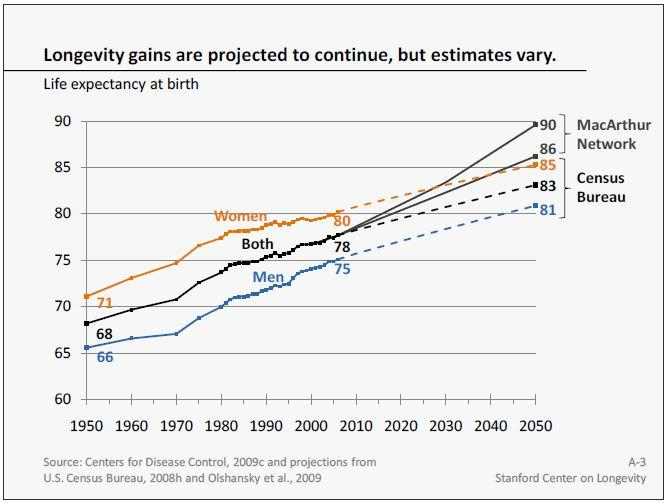 Longevity gains are projected to continue, but estimates vary.
Life expectancy at birth
90
85
80
75
70
65
60
Women
Both
Men
71
68
66
80
78
75
90
86
85
83
81
MacArthur
Network
Census
Bureau
1950 1960 1970 1980 1990 2000 2010 2020 2030 2040 2050
Source: Centers for Disease Control, 2009c and projections from
U.S. Census Bureau, 2008h and Olshansky et al., 2009
A-3
Stanford Center on Longevity